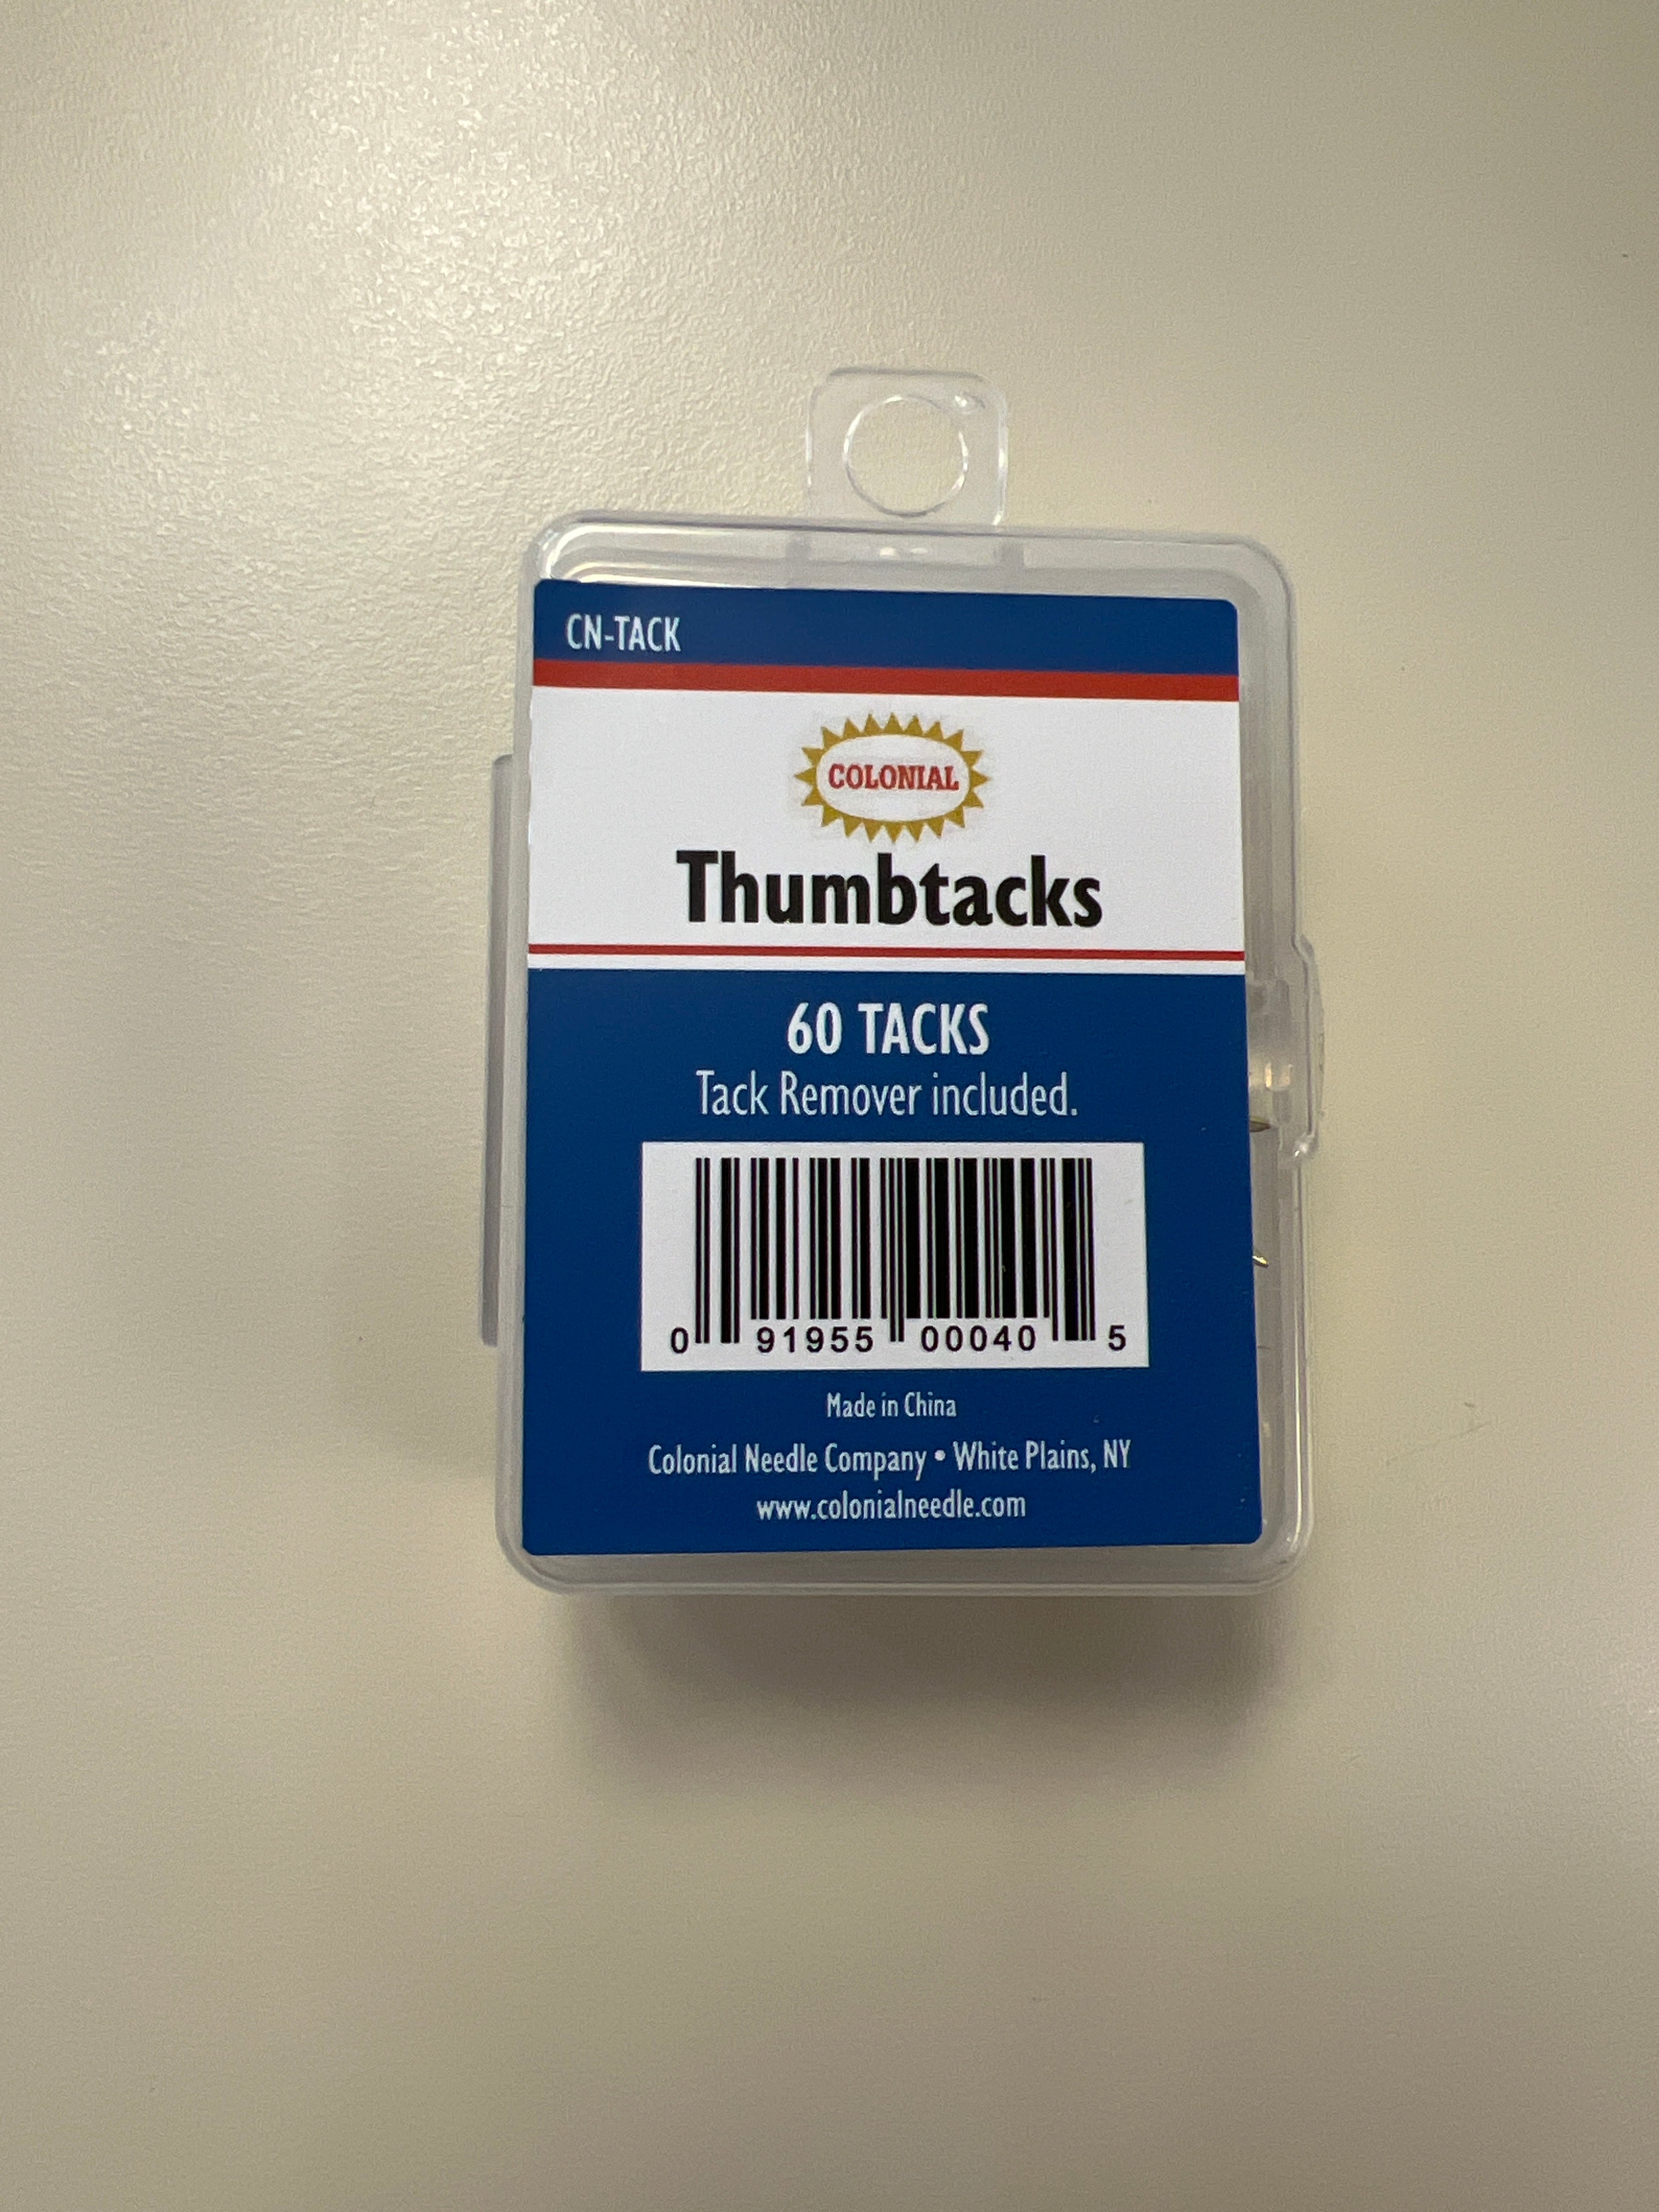 CN-TACK
COLONIAL
Thumbtacks
60 TACKS
Tack Remover included.
0 91955 00040 5
Made in China
Colonial Needle Company • White Plains, NY
www.colonialneedle.com